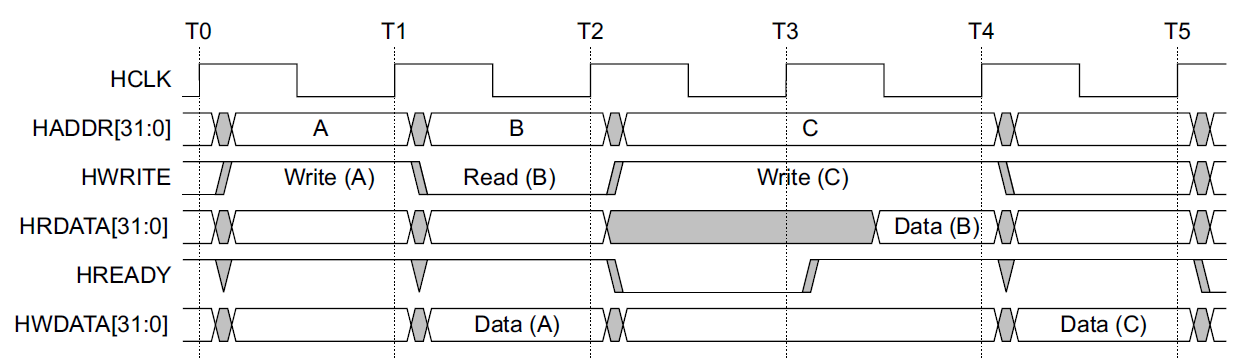 T0 T1 T2 T3 T4 T5
HCLK
HADDR[31:0] A B C
HWRITE Write (A) Read (B) Write (C)
HRDATA[31:0] Data (B)
HREADY
HWDATA[31:0] Data (A) Data (C)